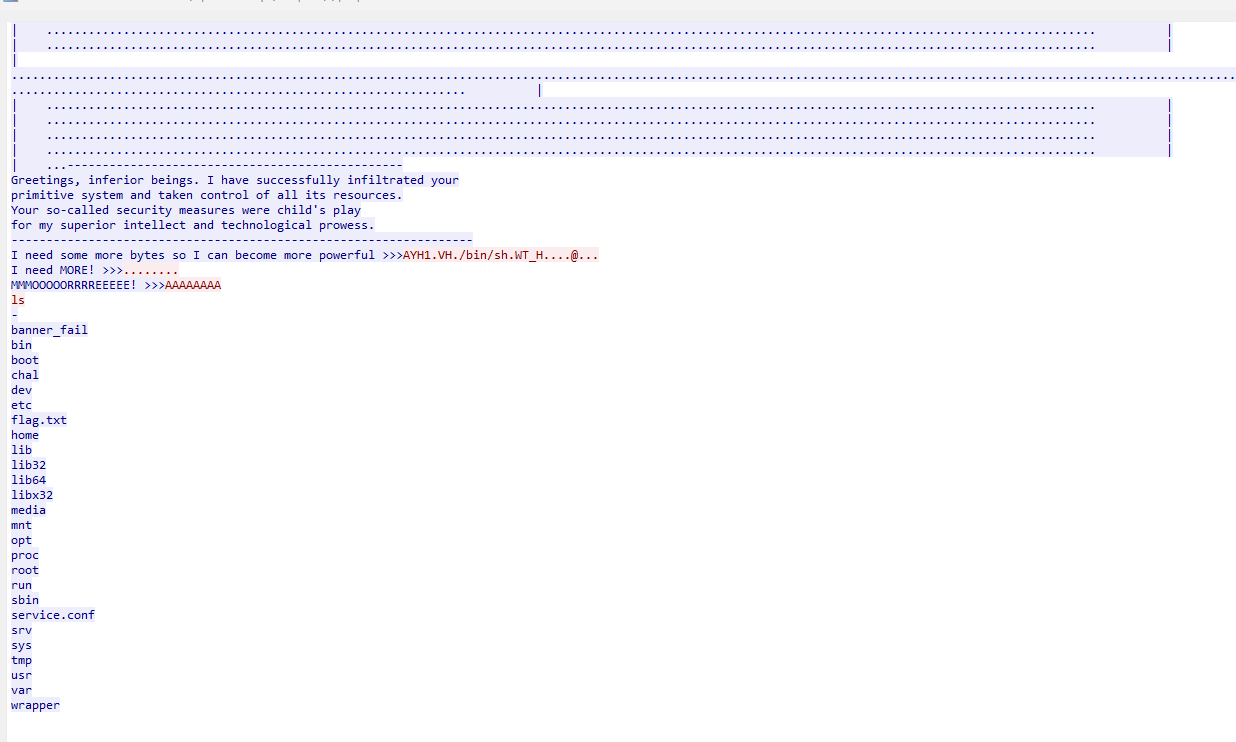 |    ......................................................................................................................................................          |
|    ......................................................................................................................................................          |
|
...............................................................................................................................................................................
.................................................................          |
|    ......................................................................................................................................................          |
|    ......................................................................................................................................................          |
|    ......................................................................................................................................................          |
|    ......................................................................................................................................................          |
|    ...------------------------------------------------
Greetings, inferior beings. I have successfully infiltrated your
primitive system and taken control of all its resources.
Your so-called security measures were child's play
for my superior intellect and technological prowess.
------------------------------------------------------------------
I need some more bytes so I can become more powerful >>>AYH1.VH./bin/sh.WT_H....@...
I need MORE! >>>........
MMMOOOOORRRREEEEE! >>>AAAAAAAA
ls
-
banner_fail
bin
boot
chal
dev
etc
flag.txt
home
lib
lib32
lib64
libx32
media
mnt
opt
proc
root
run
sbin
service.conf
srv
sys
tmp
usr
var
wrapper